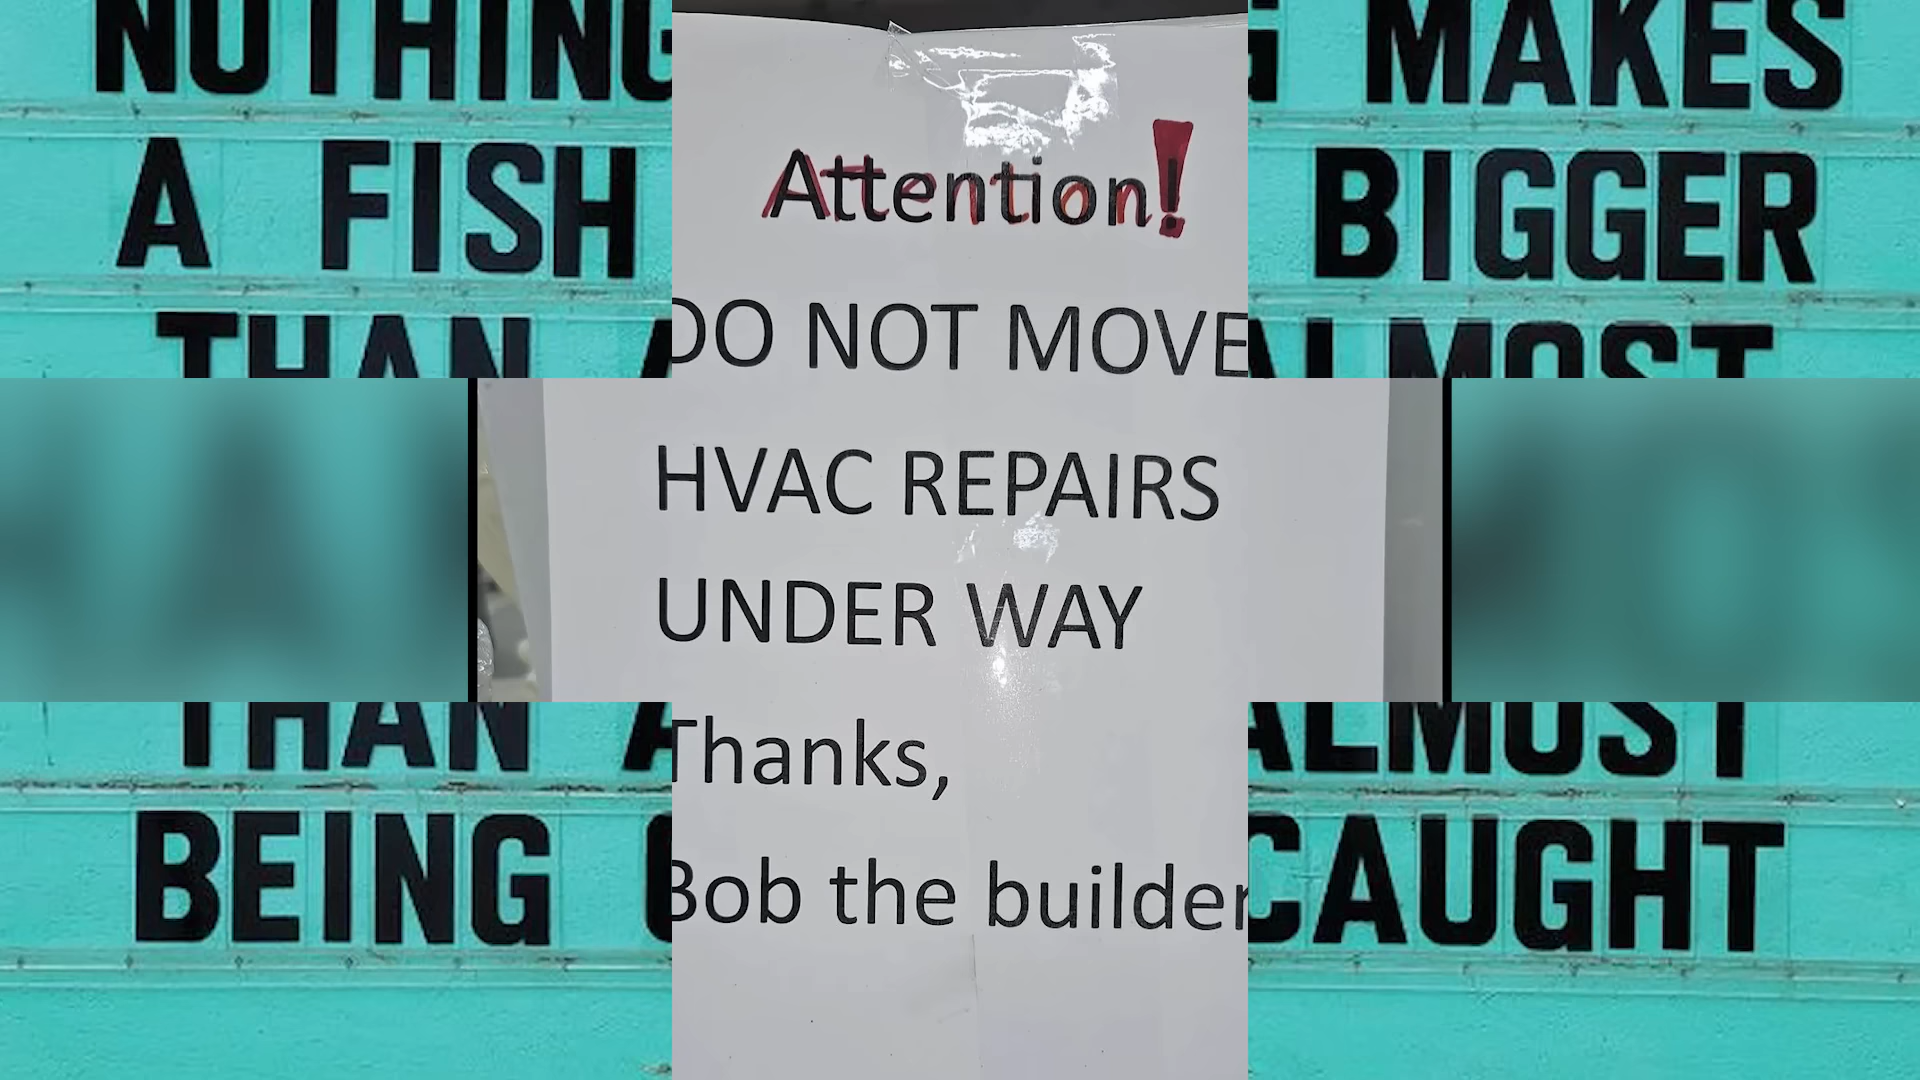 NOTHING MAKES
A FISH BIGGER
THAN ALMOST
BEING CAUGHT
Attention!
DO NOT MOVE
HVAC REPAIRS
UNDER WAY
Thanks,
Bob the builder